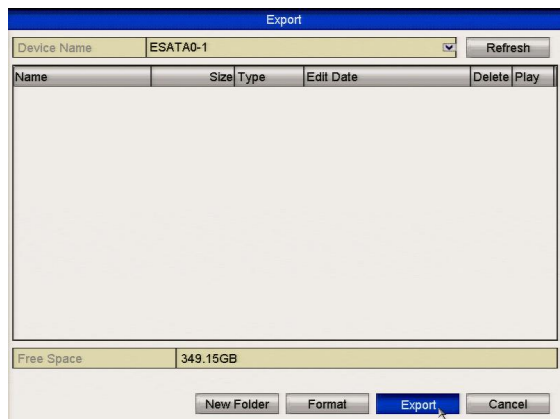 Export
Device Name ESATA0-1 Refresh
Name Size Type Edit Date Delete Play
Free Space 349.15GB
New Folder Format Export Cancel